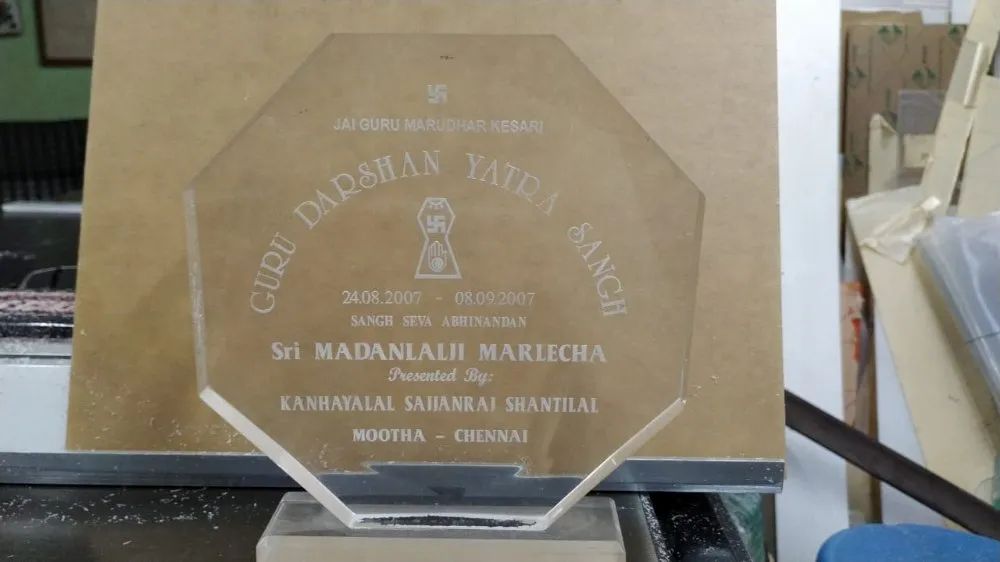 JAI GURU MARUDHAR KESARI
GURU DARSHAN YATRA SANGH
24.08.2007 - 08.09.2007
SANGH SEVA ABHINANDAN
Sri MADANLALJI MARLECHA
Presented By:
KANHAYALAL SAJJANRAJ SHANTILAL
MOOTHA - CHENNAI